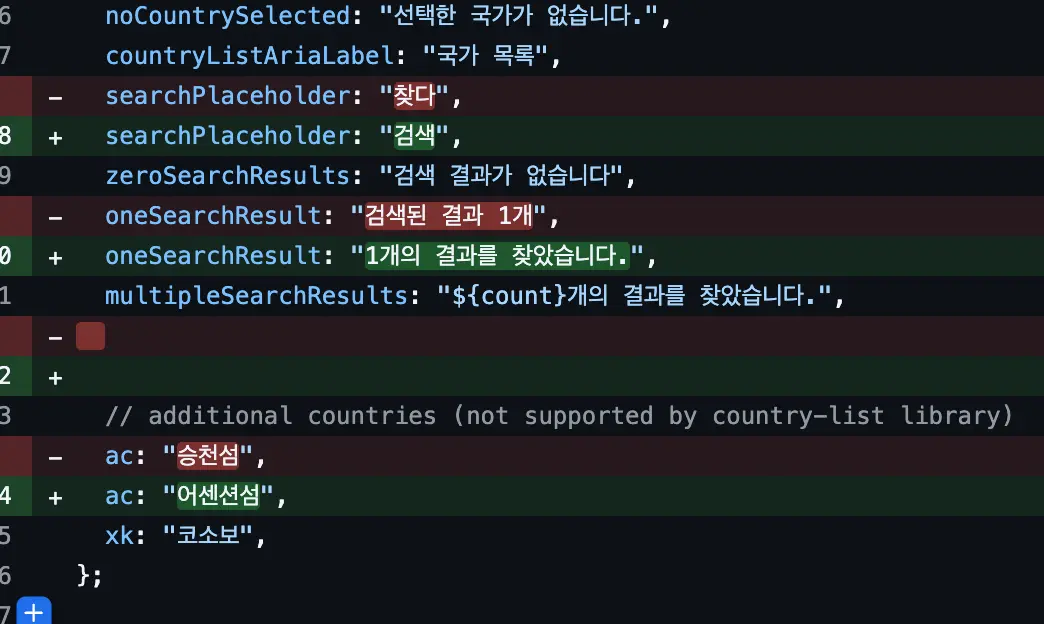 6 noCountrySelected: "선택한 국가가 없습니다.",
7 countryListAriaLabel: "국가 목록",
− searchPlaceholder: "찾다",
8 + searchPlaceholder: "검색",
9 zeroSearchResults: "검색 결과가 없습니다",
− oneSearchResult: "검색된 결과 1개",
0 + oneSearchResult: "1개의 결과를 찾았습니다.",
1 multipleSearchResults: "${count}개의 결과를 찾았습니다.",
−
2 +
3 // additional countries (not supported by country-list library)
− ac: "승천섬",
4 + ac: "어센션섬",
5 xk: "코소보",
6 };
7 +